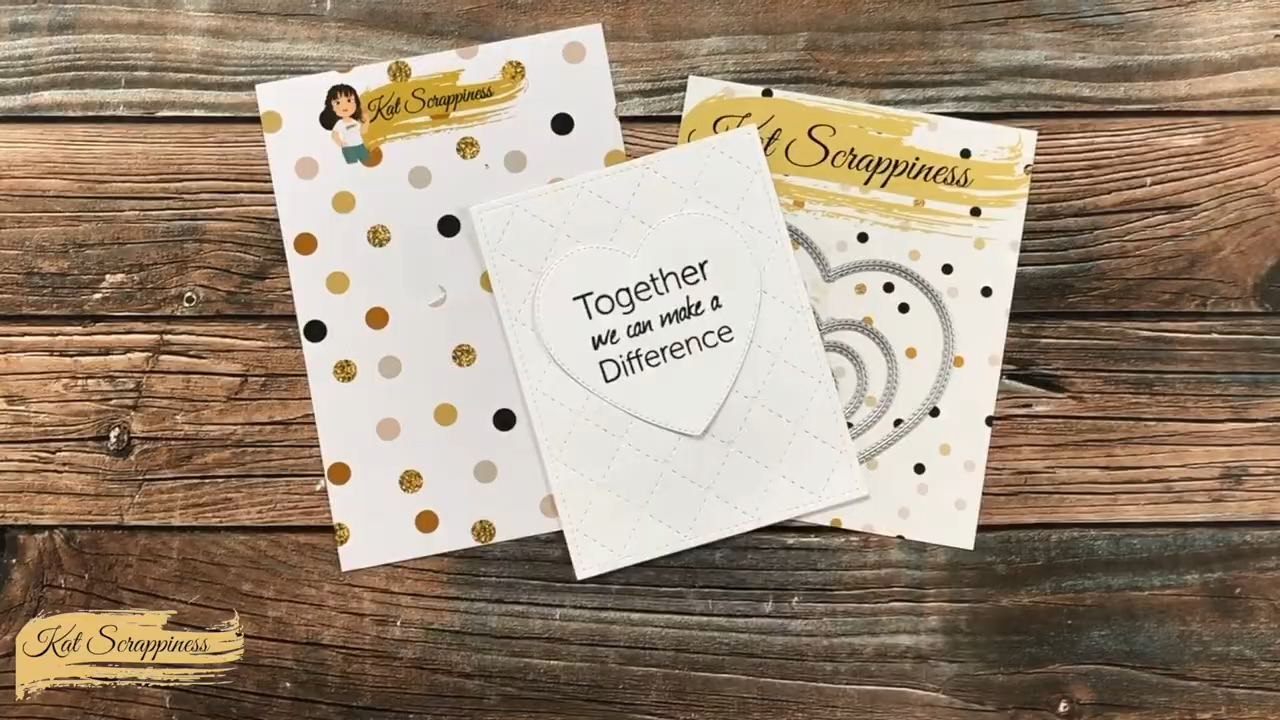 Kat Scrappiness
Kat Scrappiness
Together
we can make a
Difference
Kat Scrappiness